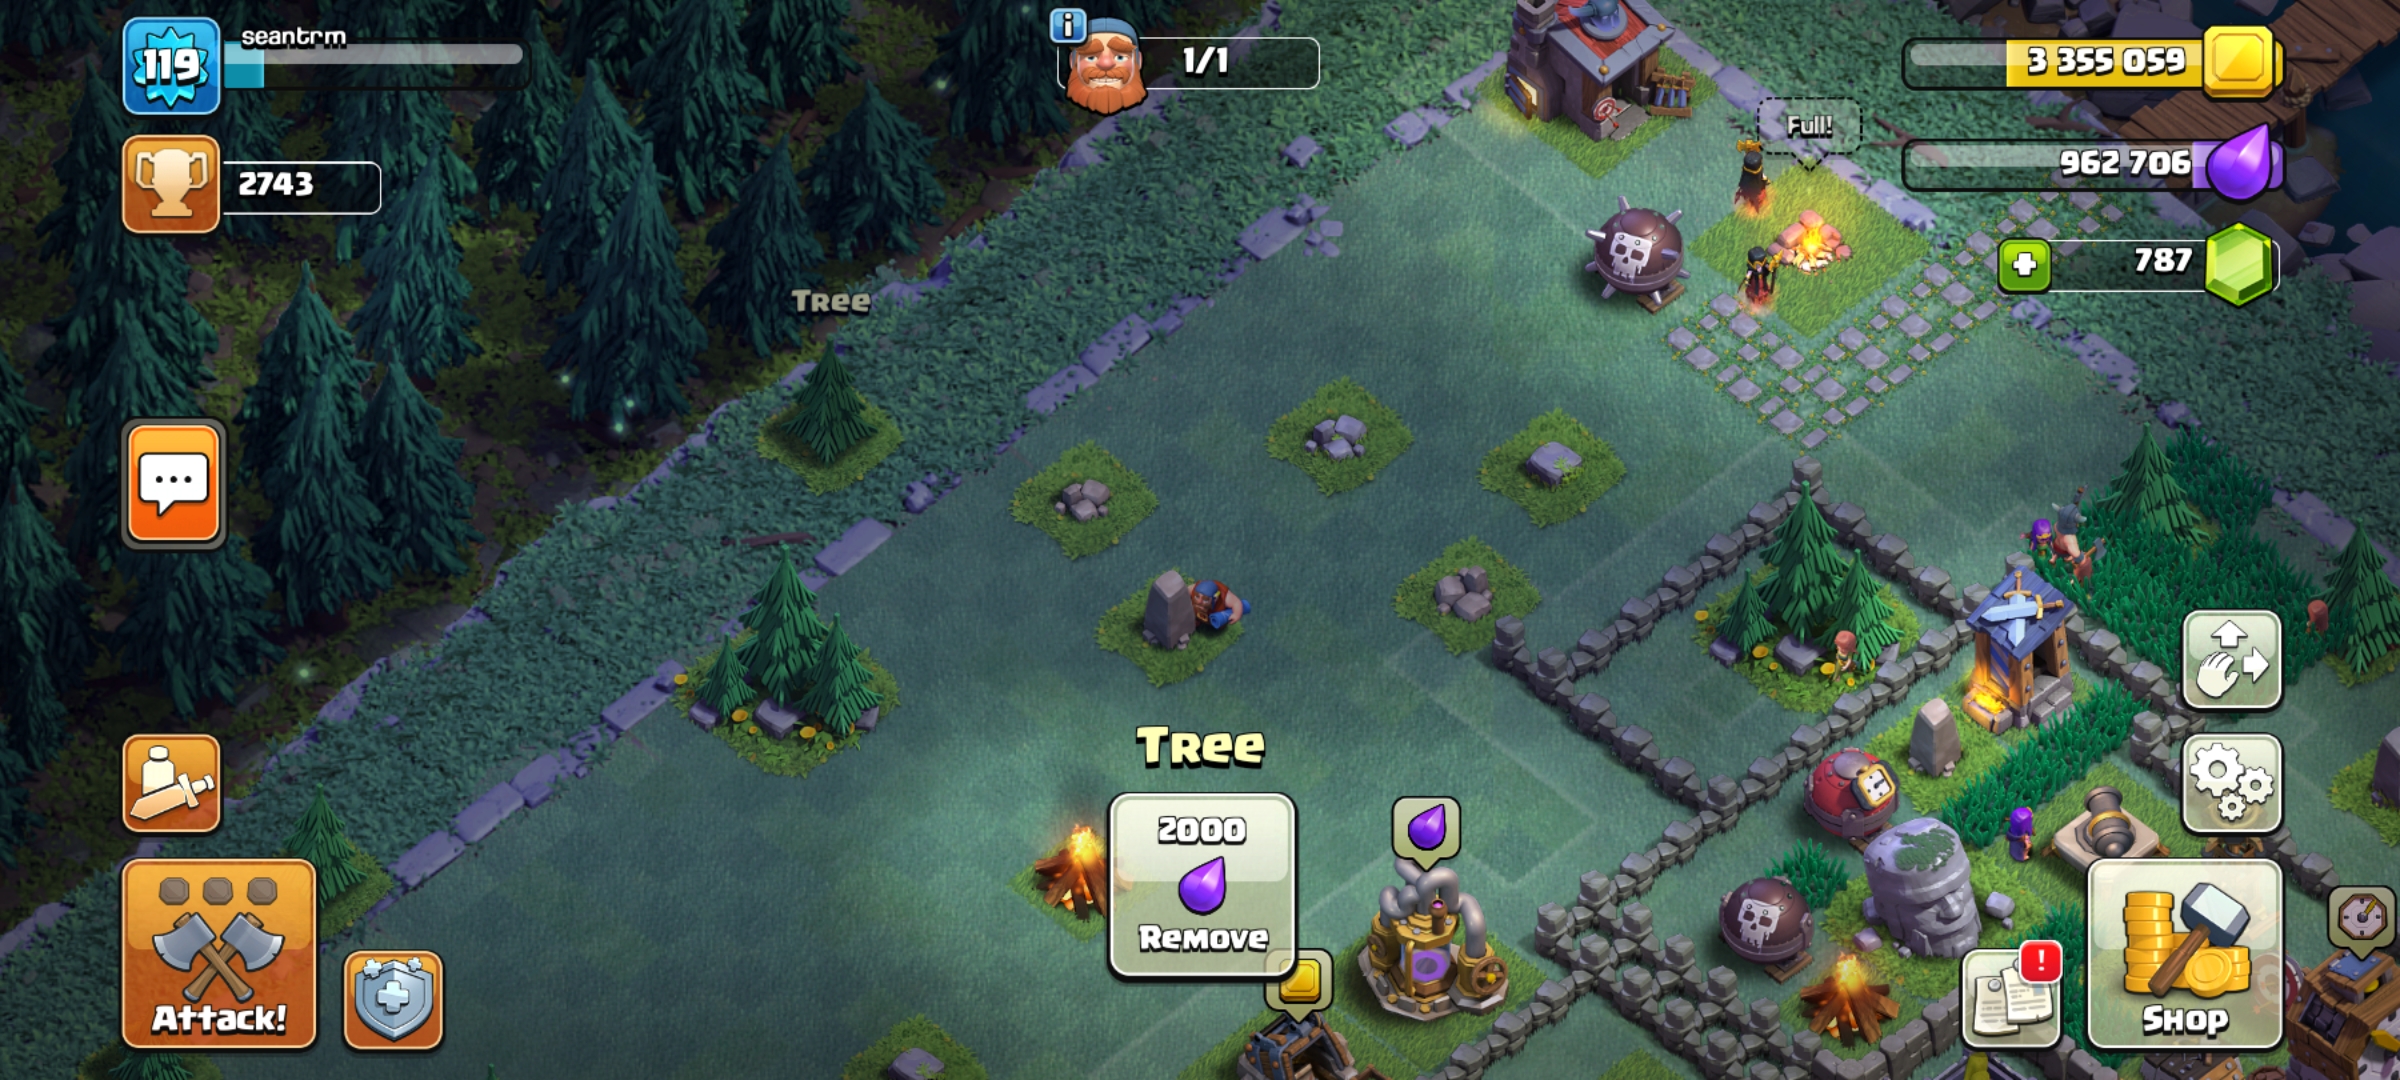 119
seantrm
1/1
3 355 059
Full!
962 706
2743
787
Tree
Tree
2000
Remove
Attack!
!
Shop